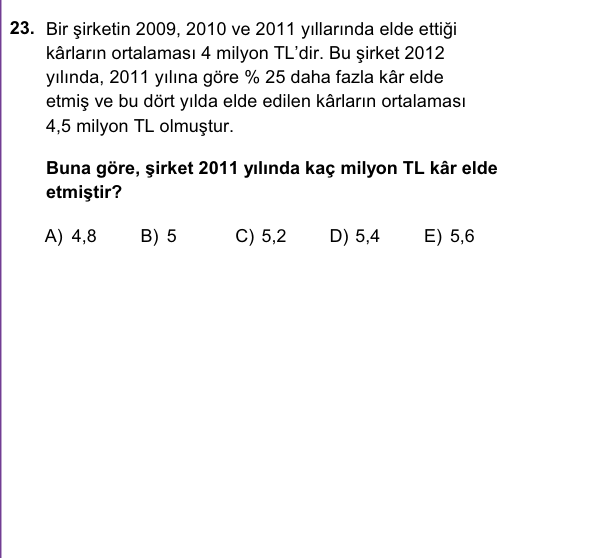 23. Bir şirketin 2009, 2010 ve 2011 yıllarında elde ettiği
kârların ortalaması 4 milyon TL'dir. Bu şirket 2012
yılında, 2011 yılına göre % 25 daha fazla kâr elde
etmiş ve bu dört yılda elde edilen kârların ortalaması
4,5 milyon TL olmuştur.
Buna göre, şirket 2011 yılında kaç milyon TL kâr elde
etmiştir?
A) 4,8 B) 5 C) 5,2 D) 5,4 E) 5,6